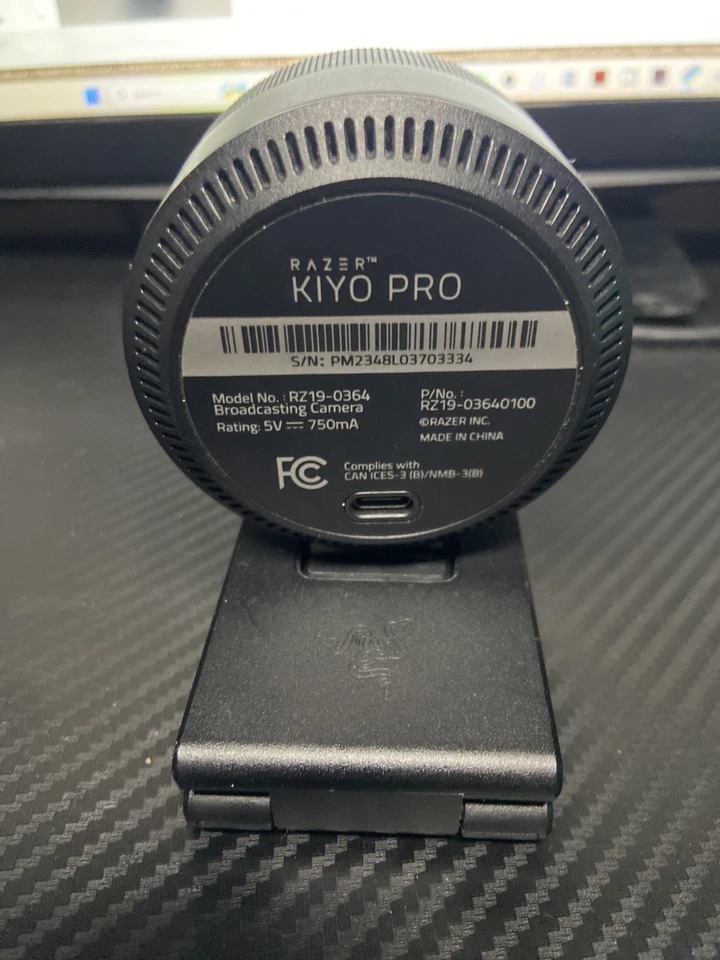 RAZER™
KIYO PRO
S/N: PM2348L03703334
Model No. : RZ19-0364
Broadcasting Camera
Rating: 5V ⎓ 750mA
P/No. :
RZ19-03640100
©RAZER INC.
MADE IN CHINA
FC
Complies with
CAN ICES-3 (B)/NMB-3(B)